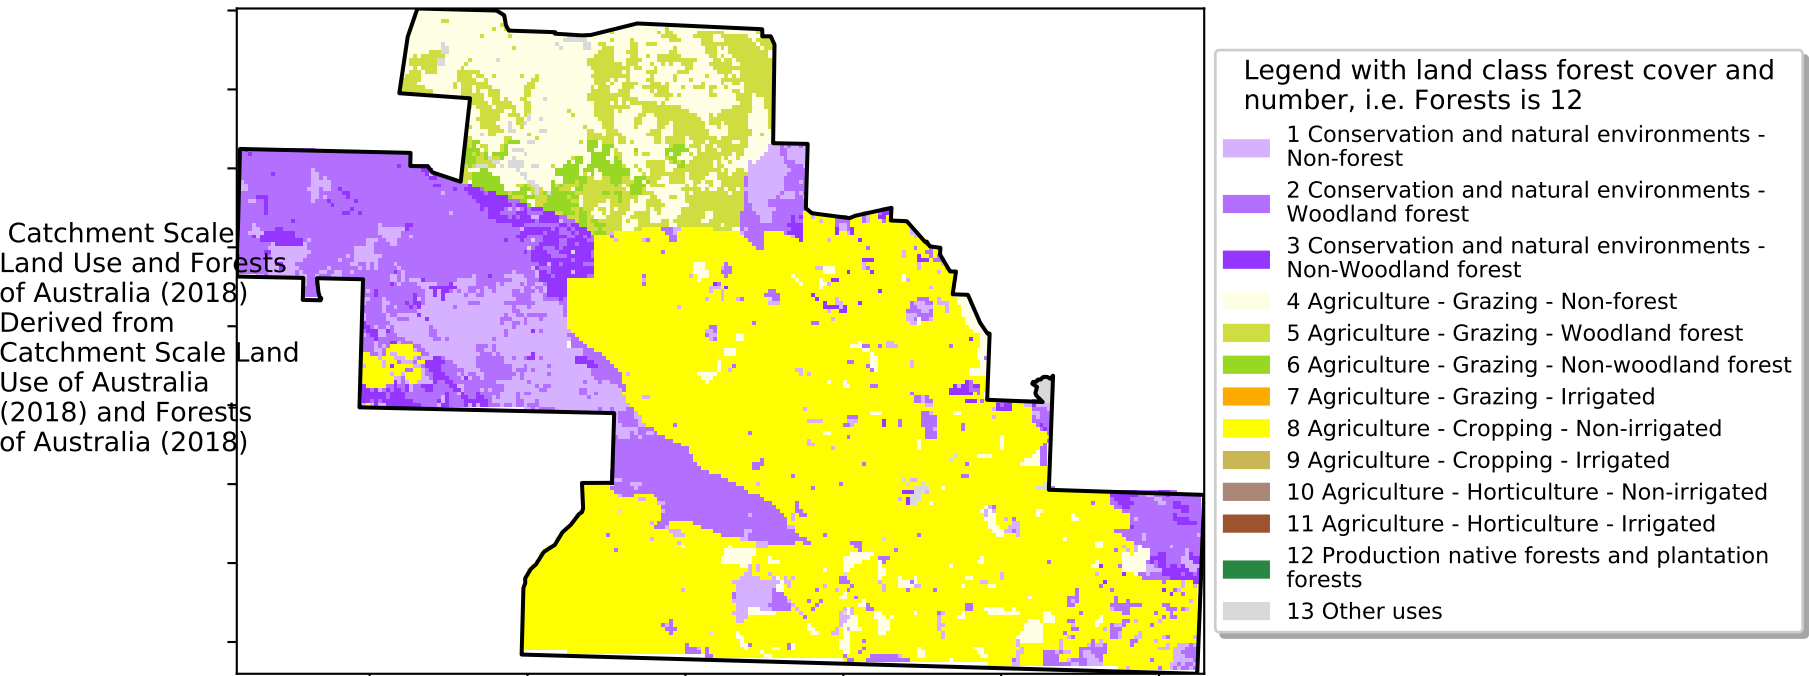 Catchment Scale
Land Use and Forests
of Australia (2018)
Derived from
Catchment Scale Land
Use of Australia
(2018) and Forests
of Australia (2018)
Legend with land class forest cover and
number, i.e. Forests is 12
1 Conservation and natural environments -
Non-forest
2 Conservation and natural environments -
Woodland forest
3 Conservation and natural environments -
Non-Woodland forest
4 Agriculture - Grazing - Non-forest
5 Agriculture - Grazing - Woodland forest
6 Agriculture - Grazing - Non-woodland forest
7 Agriculture - Grazing - Irrigated
8 Agriculture - Cropping - Non-irrigated
9 Agriculture - Cropping - Irrigated
10 Agriculture - Horticulture - Non-irrigated
11 Agriculture - Horticulture - Irrigated
12 Production native forests and plantation
forests
13 Other uses